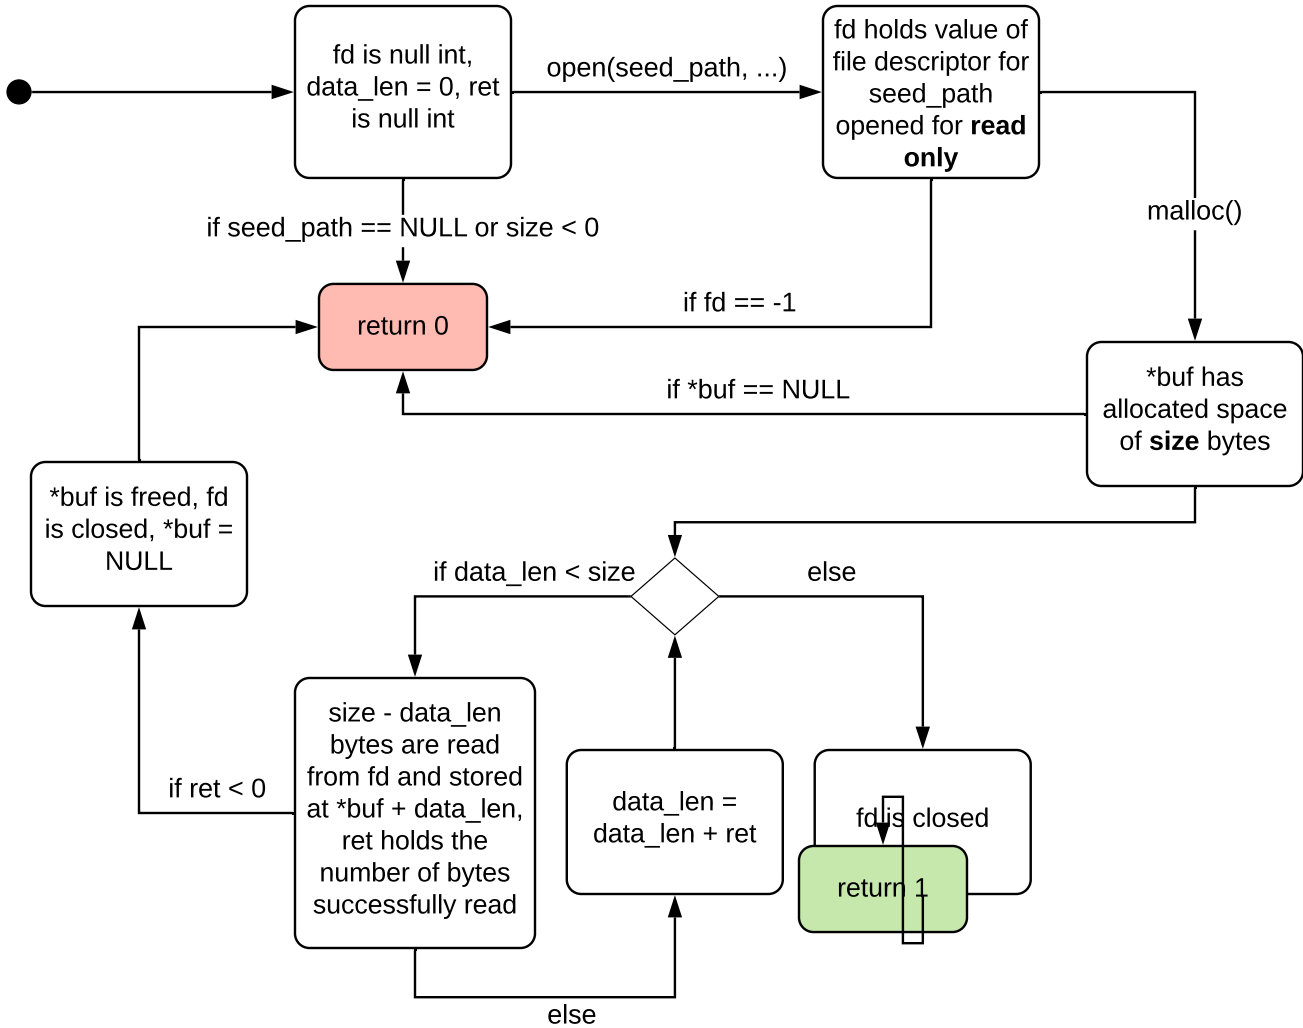 fd is null int,
data_len = 0, ret
is null int
open(seed_path, ...)
fd holds value of
file descriptor for
seed_path
opened for read
only
malloc()
if seed_path == NULL or size < 0
return 0
if fd == -1
if *buf == NULL
*buf has
allocated space
of size bytes
*buf is freed, fd
is closed, *buf =
NULL
if data_len < size
else
size - data_len
bytes are read
from fd and stored
at *buf + data_len,
ret holds the
number of bytes
successfully read
if ret < 0
data_len =
data_len + ret
fd is closed
return 1
else